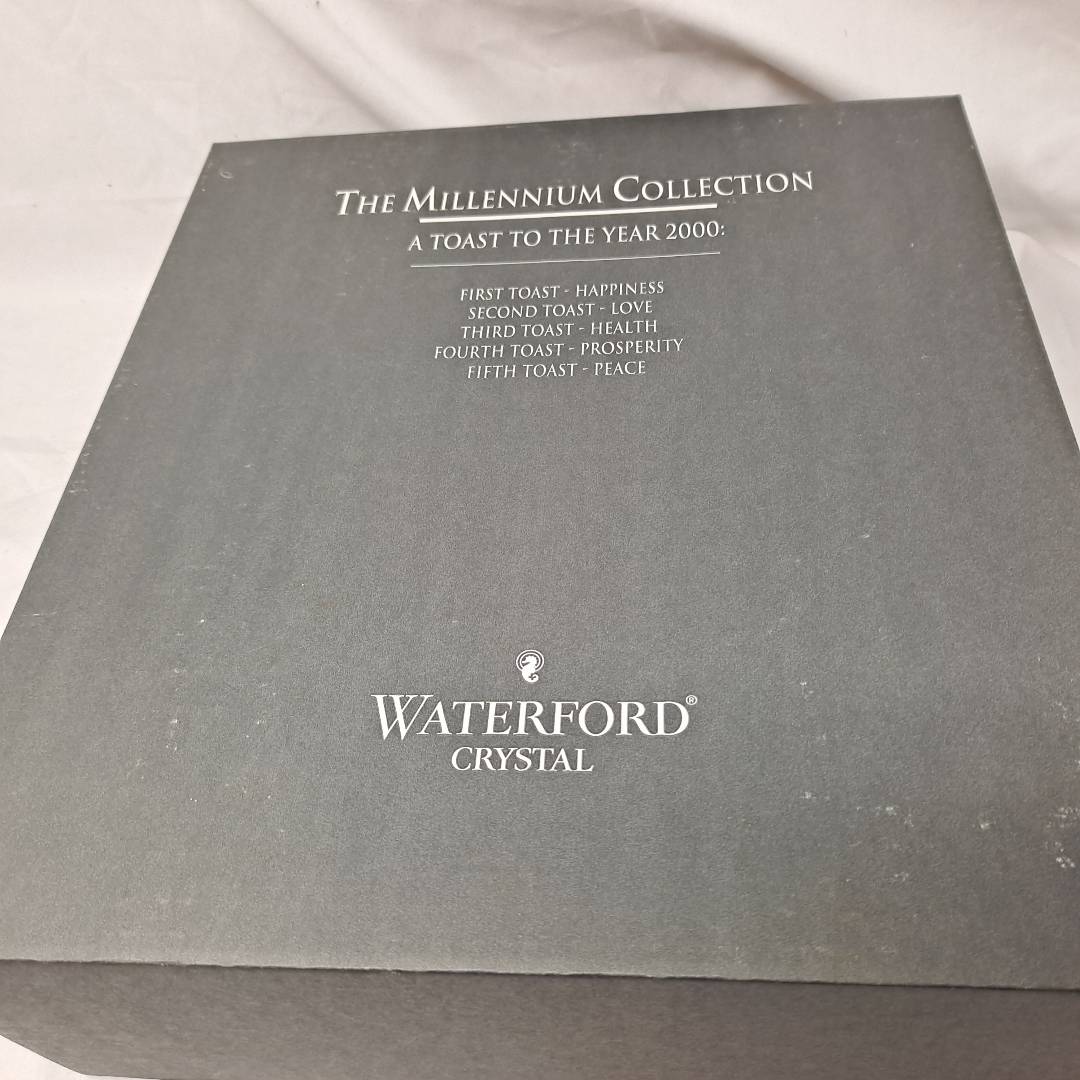 THE MILLENNIUM COLLECTION
A TOAST TO THE YEAR 2000:
FIRST TOAST - HAPPINESS
SECOND TOAST - LOVE
THIRD TOAST - HEALTH
FOURTH TOAST - PROSPERITY
FIFTH TOAST - PEACE
WATERFORD®
CRYSTAL